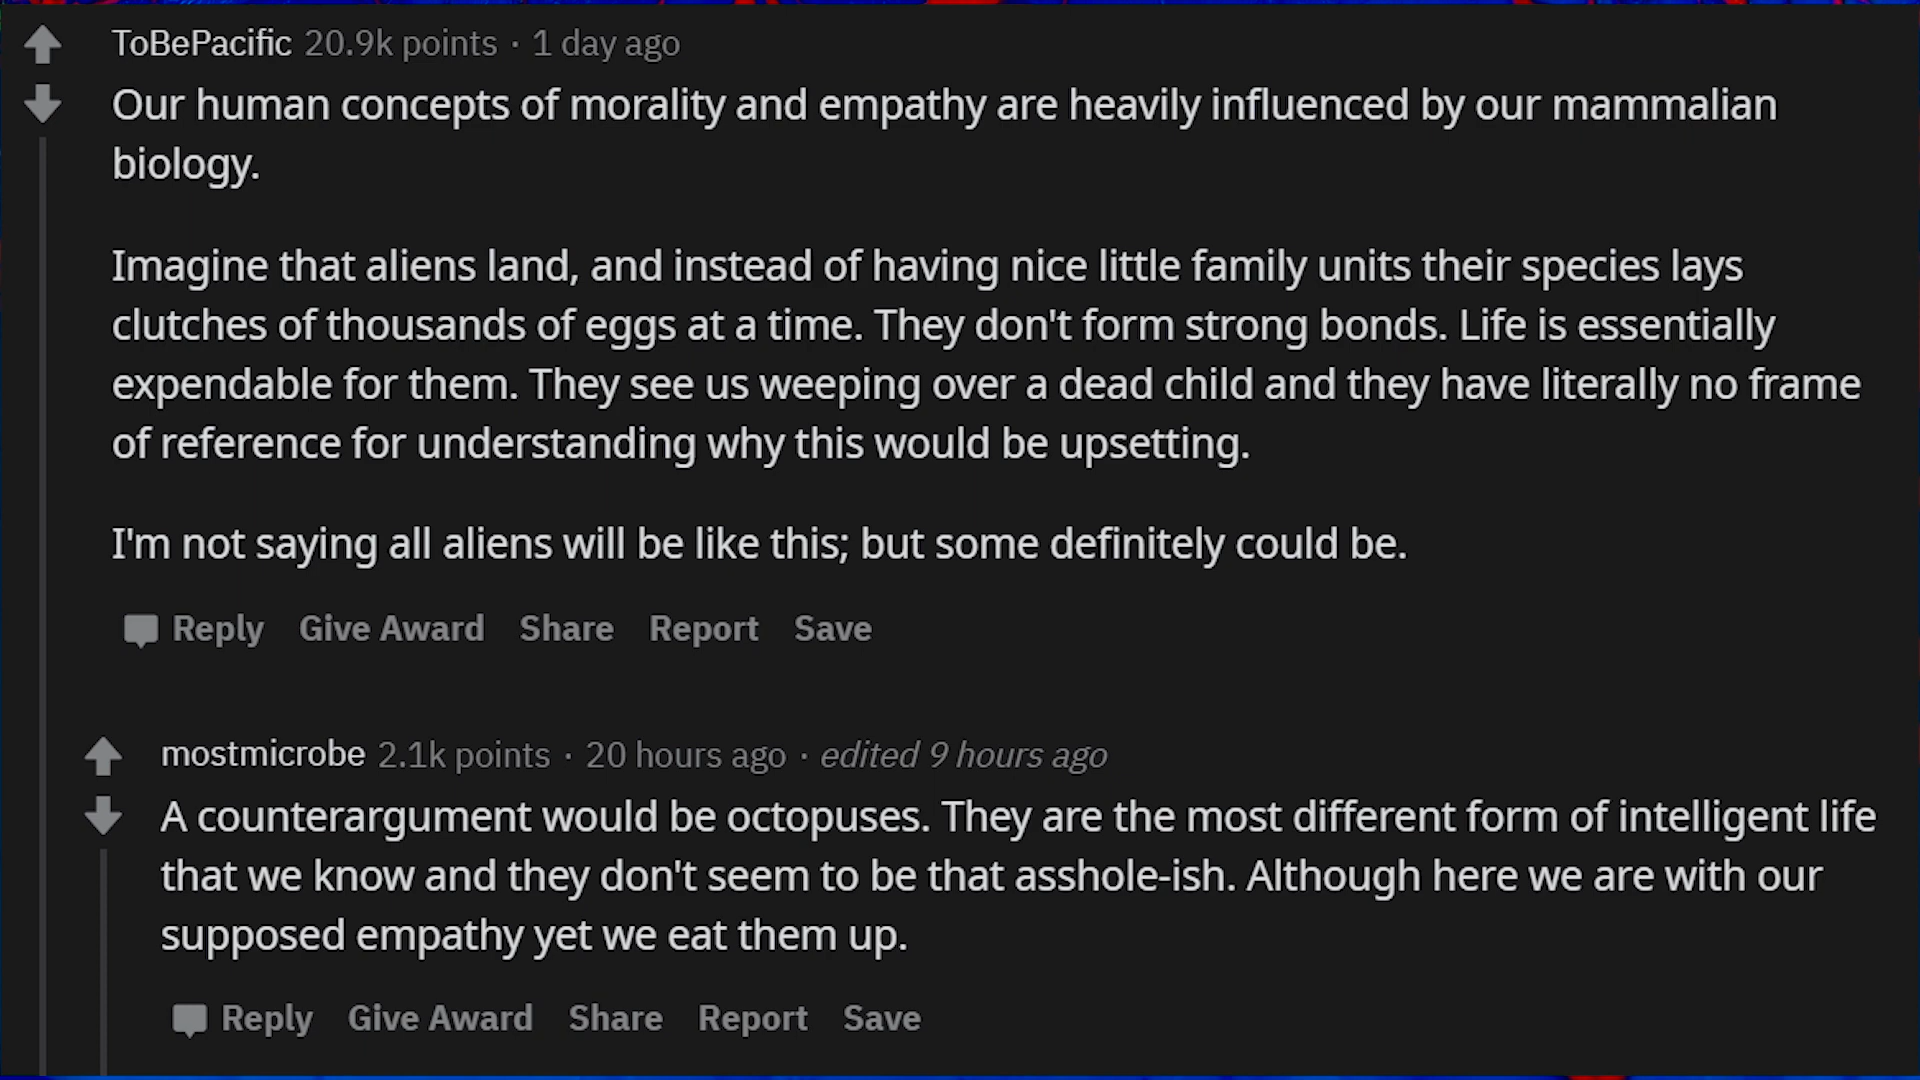 ToBePacific 20.9k points · 1 day ago
Our human concepts of morality and empathy are heavily influenced by our mammalian
biology.
Imagine that aliens land, and instead of having nice little family units their species lays
clutches of thousands of eggs at a time. They don't form strong bonds. Life is essentially
expendable for them. They see us weeping over a dead child and they have literally no frame
of reference for understanding why this would be upsetting.
I'm not saying all aliens will be like this; but some definitely could be.
Reply Give Award Share Report Save
mostmicrobe 2.1k points · 20 hours ago · edited 9 hours ago
A counterargument would be octopuses. They are the most different form of intelligent life
that we know and they don't seem to be that asshole-ish. Although here we are with our
supposed empathy yet we eat them up.
Reply Give Award Share Report Save